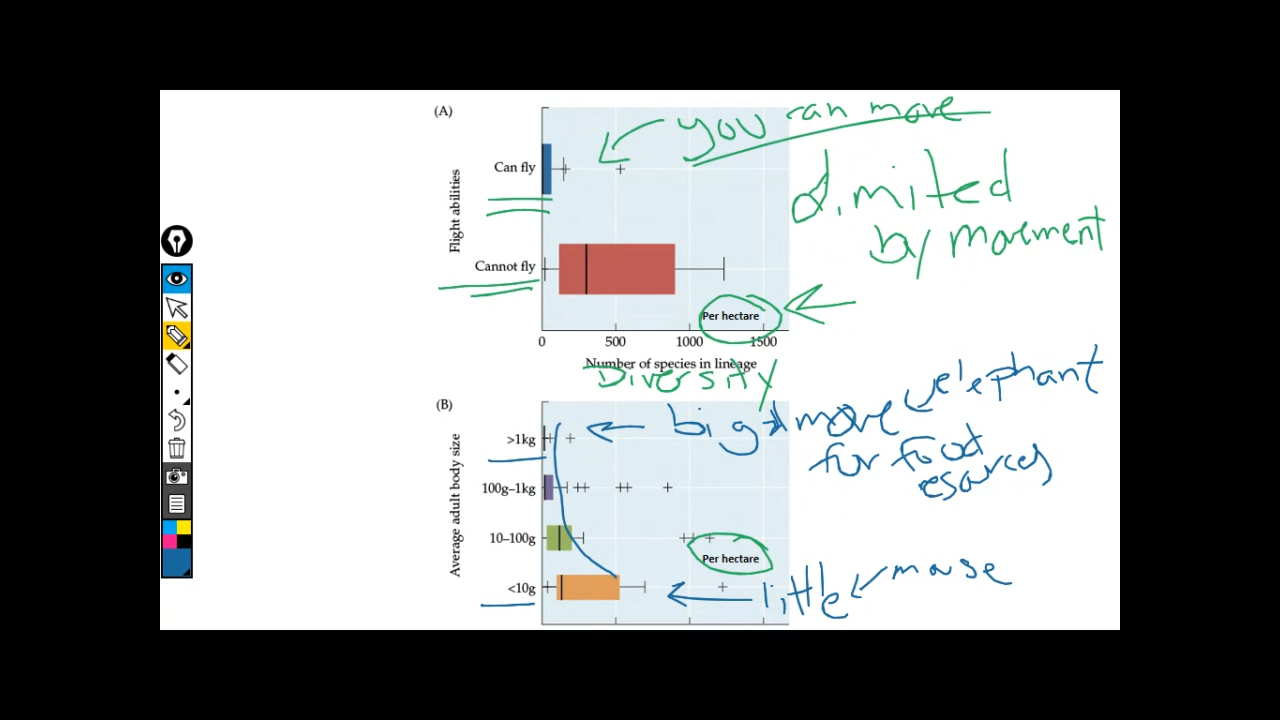 (A)
you can move
Can fly
Limited
by movement
Flight abilities
Cannot fly
Per hectare
0 500 1000 1500
Number of species in lineage
Diversity
(B)
big move elephant
for food
esources
>1kg
100g–1kg
Average adult body size
10–100g
Per hectare
<10g
little mouse